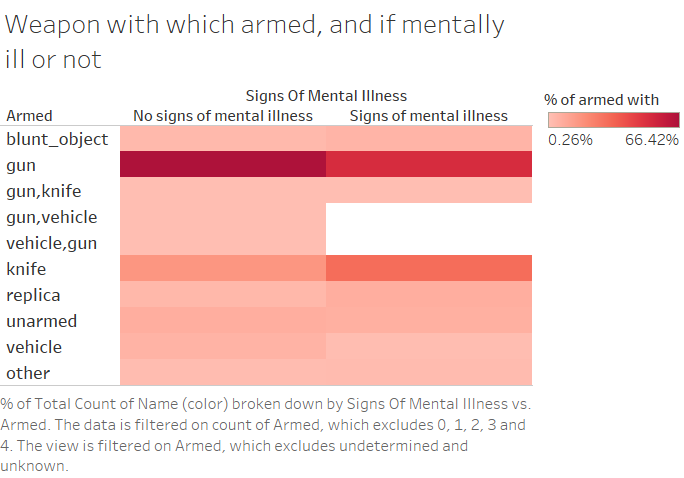 Weapon with which armed, and if mentally
ill or not
Signs Of Mental Illness
Armed No signs of mental illness Signs of mental illness
% of armed with
0.26% 66.42%
blunt_object
gun
gun,knife
gun,vehicle
vehicle,gun
knife
replica
unarmed
vehicle
other
% of Total Count of Name (color) broken down by Signs Of Mental Illness vs.
Armed. The data is filtered on count of Armed, which excludes 0, 1, 2, 3 and
4. The view is filtered on Armed, which excludes undetermined and
unknown.